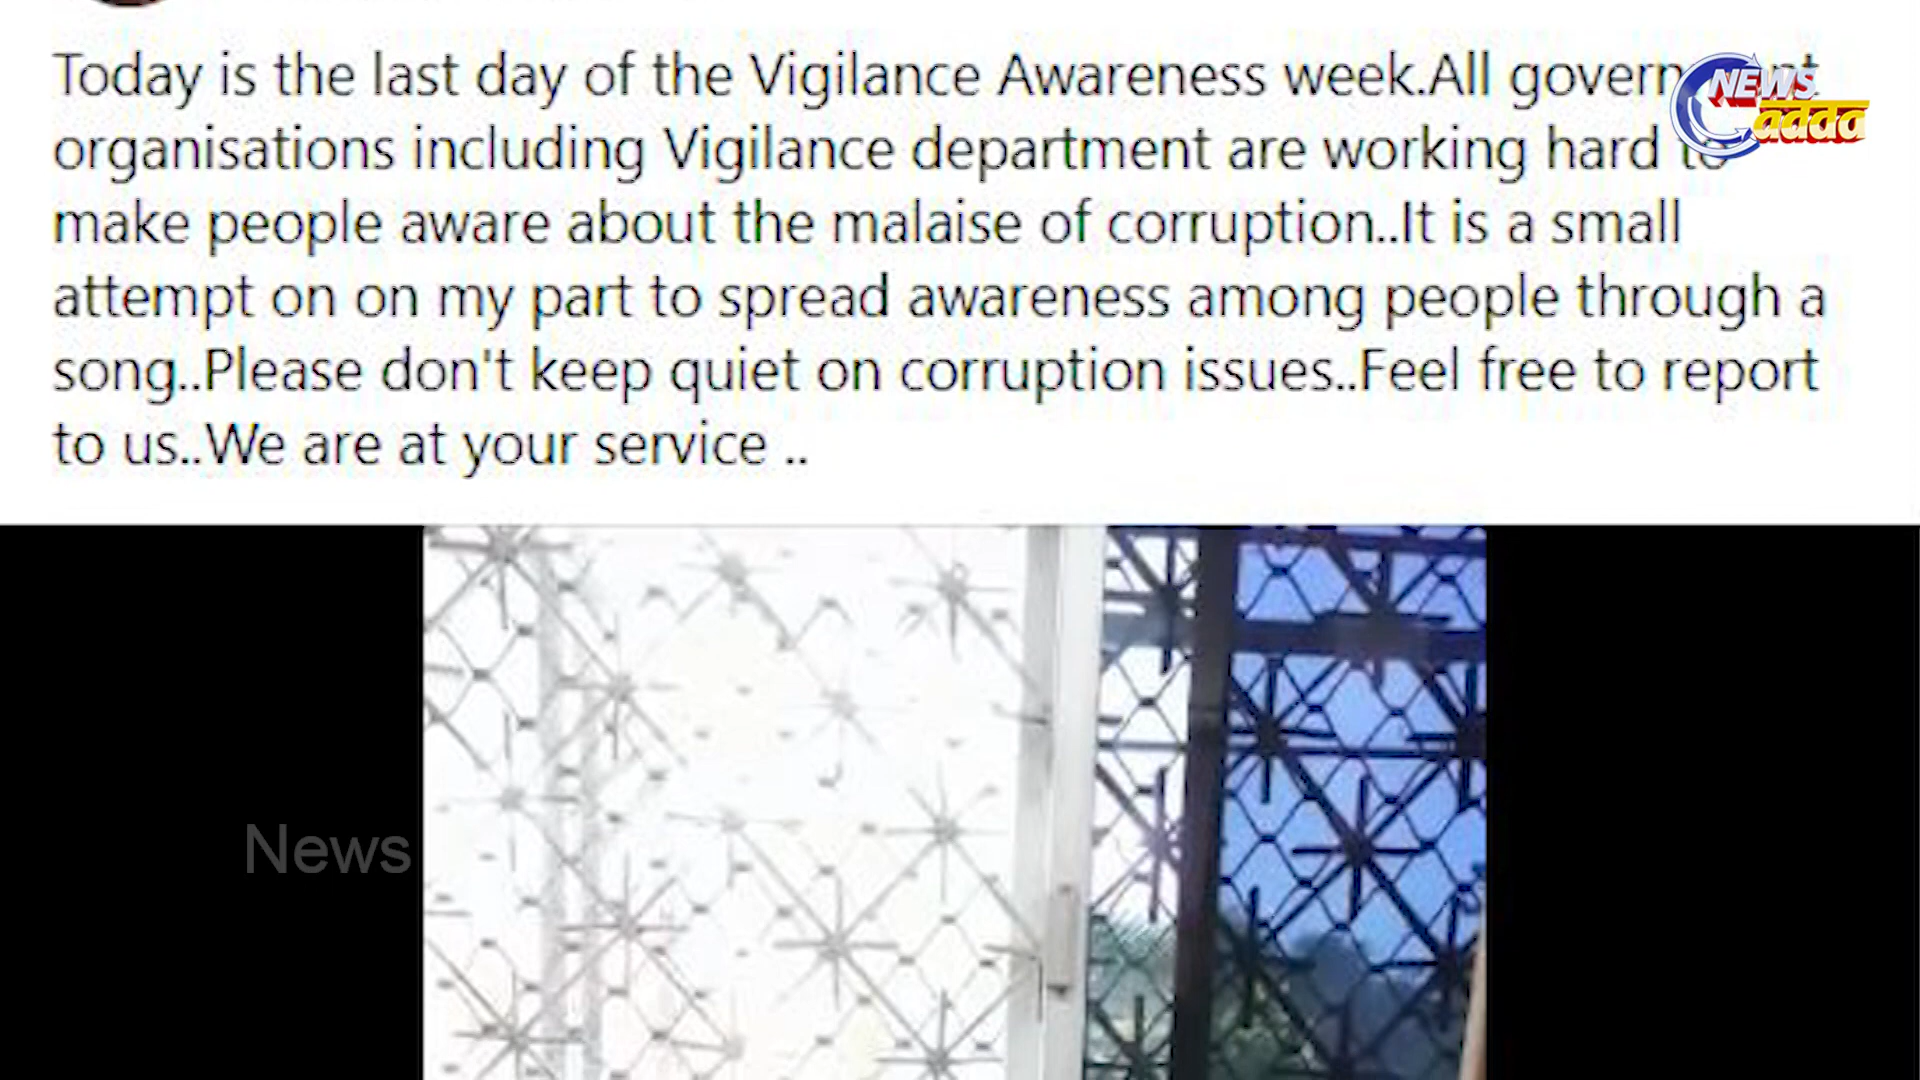 Today is the last day of the Vigilance Awareness week.All
organisations including Vigilance department are working hard to
make people aware about the malaise of corruption..It is a small
attempt on on my part to spread awareness among people through a
song..Please don't keep quiet on corruption issues..Feel free to report
to us..We are at your service ..
NEWS
adda
News